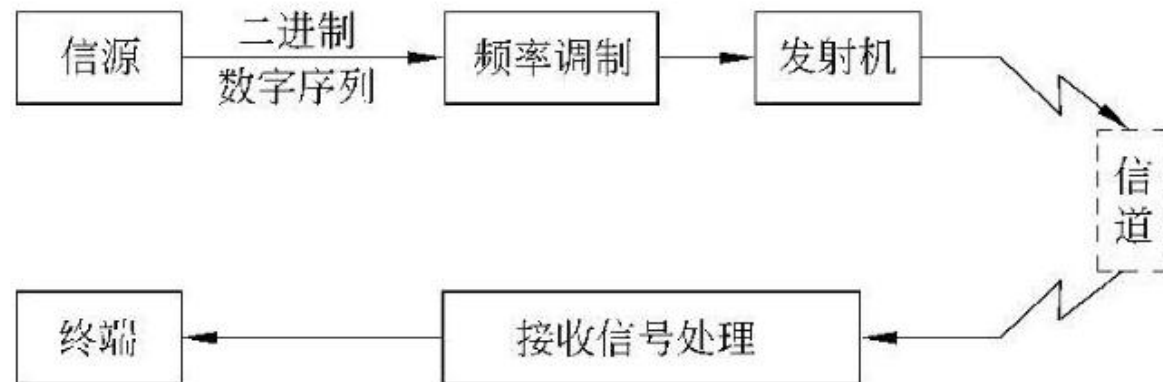 信源
二进制
数字序列
频率调制
发射机
信道
接收信号处理
终端